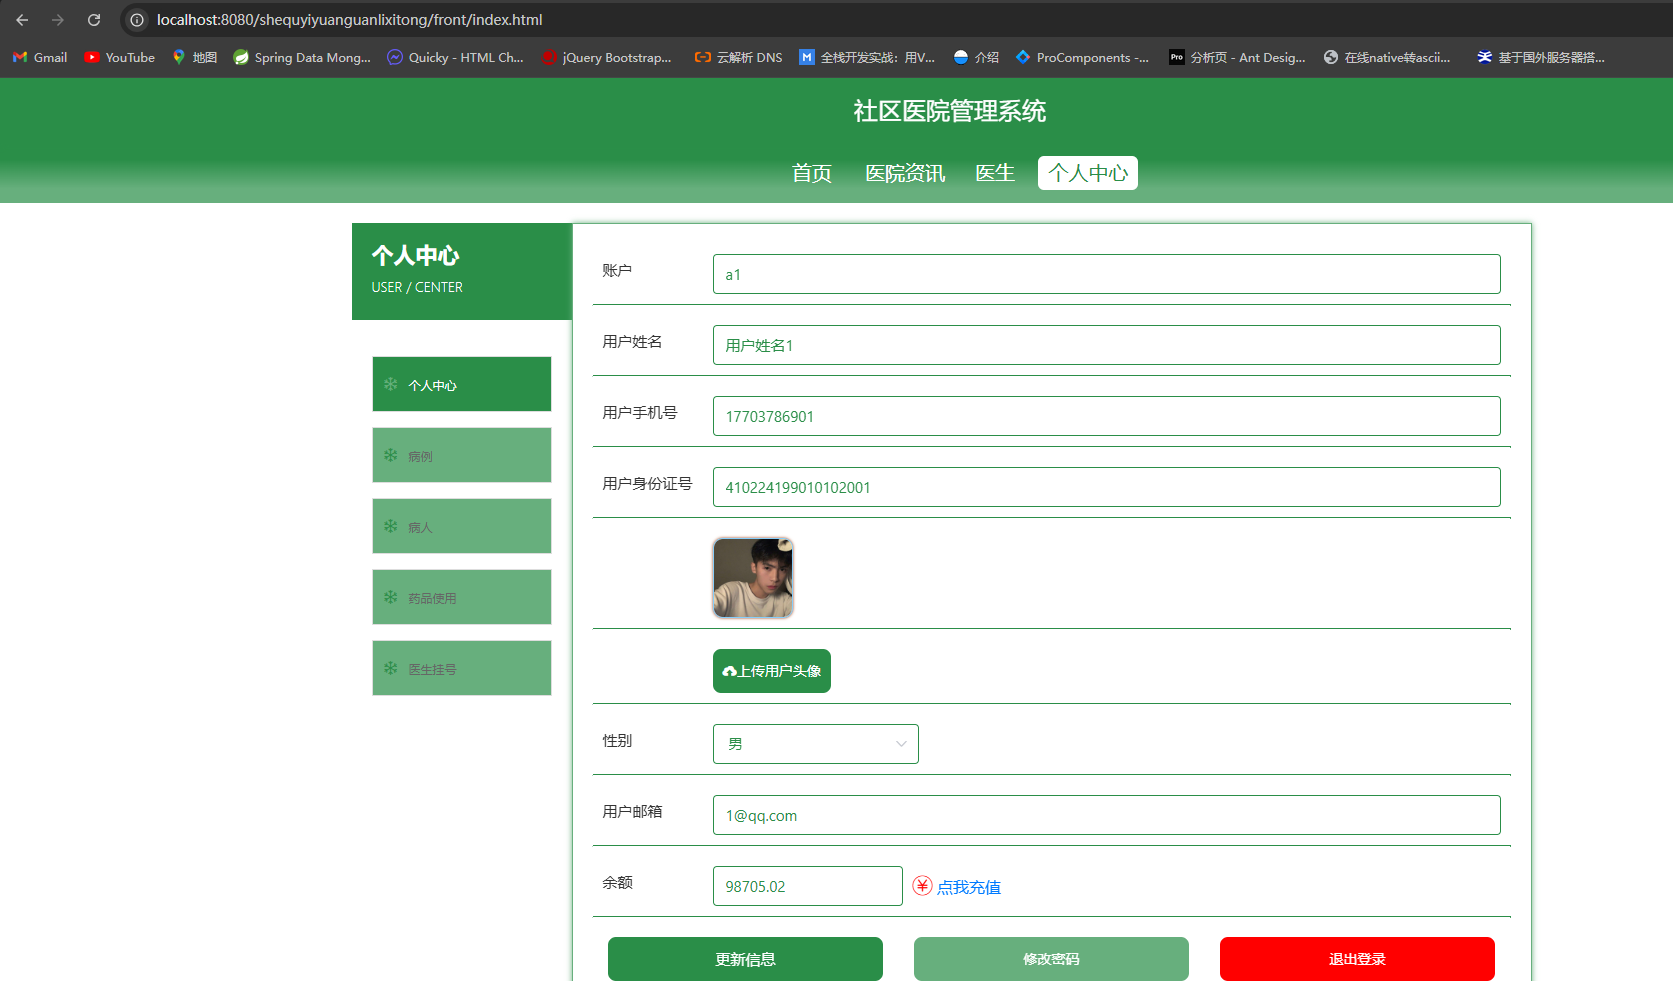 localhost:8080/shequyiyuanguanlixitong/front/index.html
Gmail YouTube 地图 Spring Data Mong... Quicky - HTML Ch... jQuery Bootstrap... 云解析 DNS M 全栈开发实战：用V... 介绍 ProComponents -... Pro 分析页 - Ant Desig... 在线native转ascii... 基于国外服务器搭...
社区医院管理系统
首页 医院资讯 医生 个人中心
个人中心
USER / CENTER
个人中心
病例
病人
药品使用
医生挂号
账户 a1
用户姓名 用户姓名1
用户手机号 17703786901
用户身份证号 410224199010102001
上传用户头像
性别 男
用户邮箱 1@qq.com
余额 98705.02 ¥ 点我充值
更新信息 修改密码 退出登录